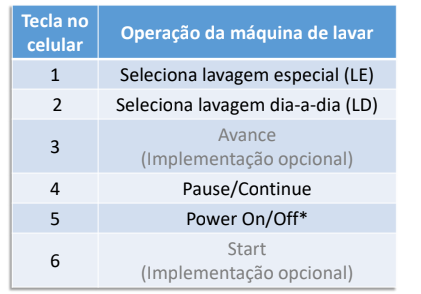 Tecla no
celular
Operação da máquina de lavar
1 Seleciona lavagem especial (LE)
2 Seleciona lavagem dia-a-dia (LD)
3 Avance
(Implementação opcional)
4 Pause/Continue
5 Power On/Off*
6 Start
(Implementação opcional)